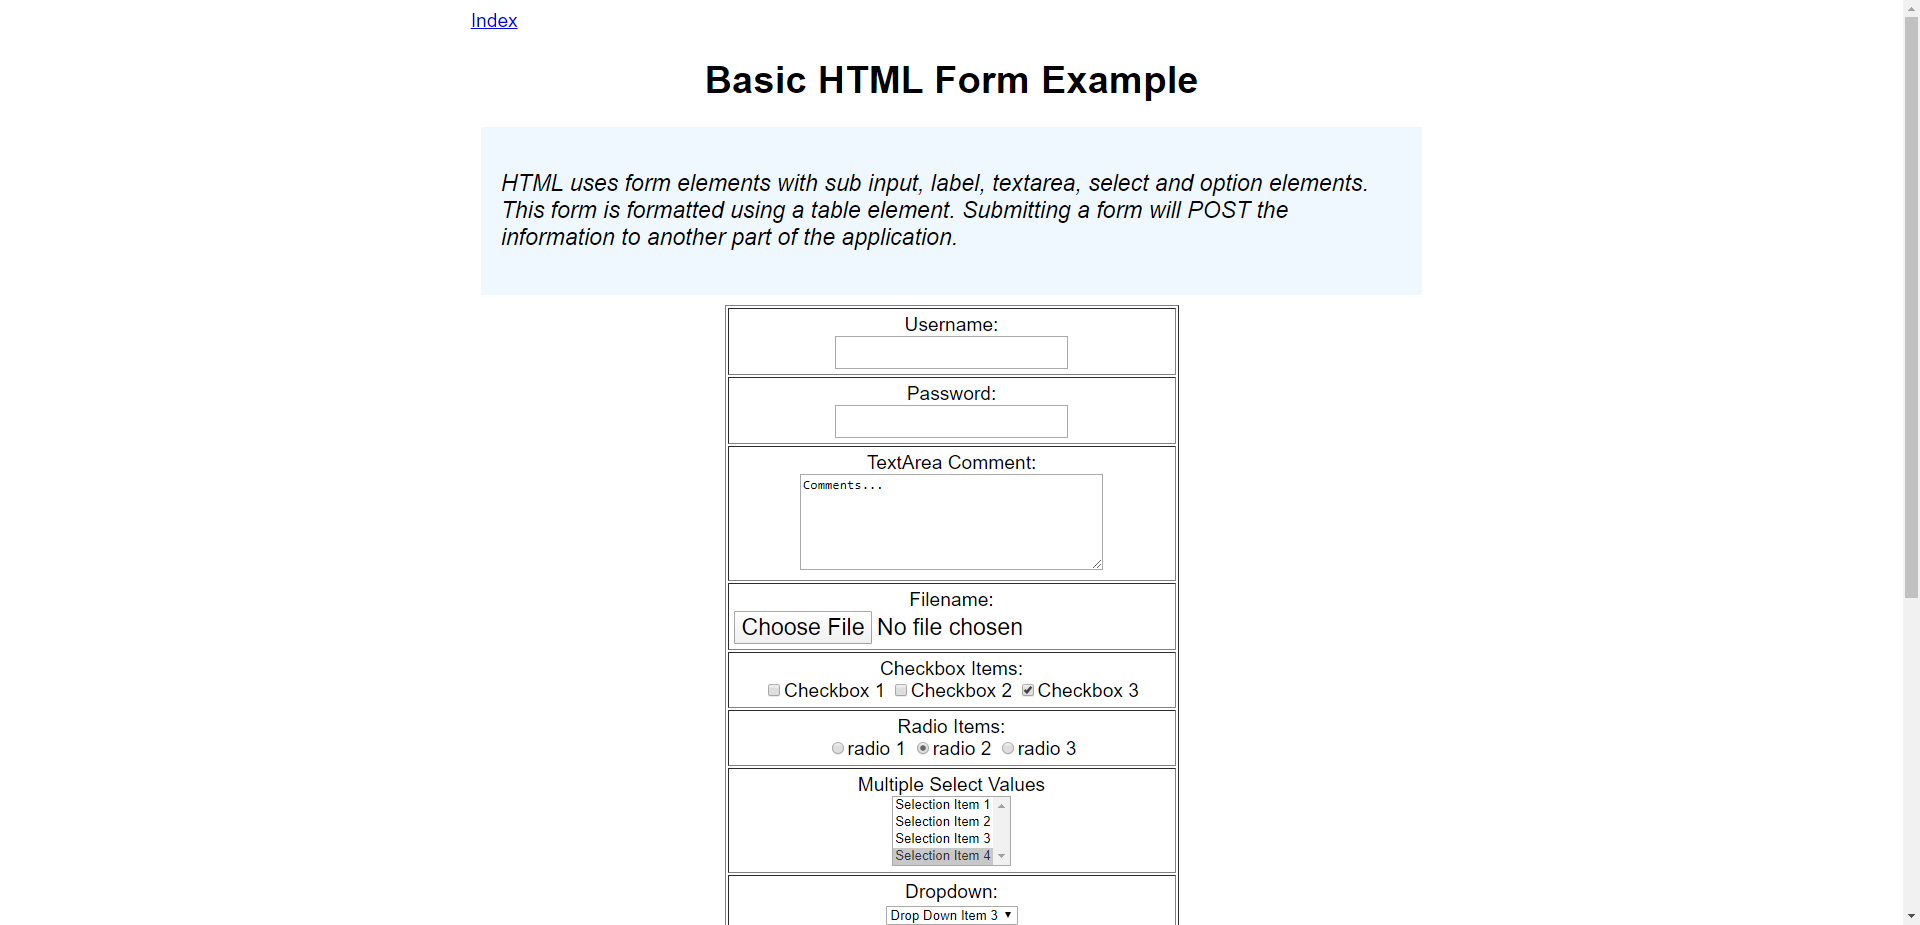 Index
Basic HTML Form Example
HTML uses form elements with sub input, label, textarea, select and option elements.
This form is formatted using a table element. Submitting a form will POST the
information to another part of the application.
Username:
Password:
TextArea Comment:
Comments...
Filename:
Choose File No file chosen
Checkbox Items:
Checkbox 1 Checkbox 2 Checkbox 3
Radio Items:
radio 1 radio 2 radio 3
Multiple Select Values
Selection Item 1
Selection Item 2
Selection Item 3
Selection Item 4
Dropdown:
Drop Down Item 3